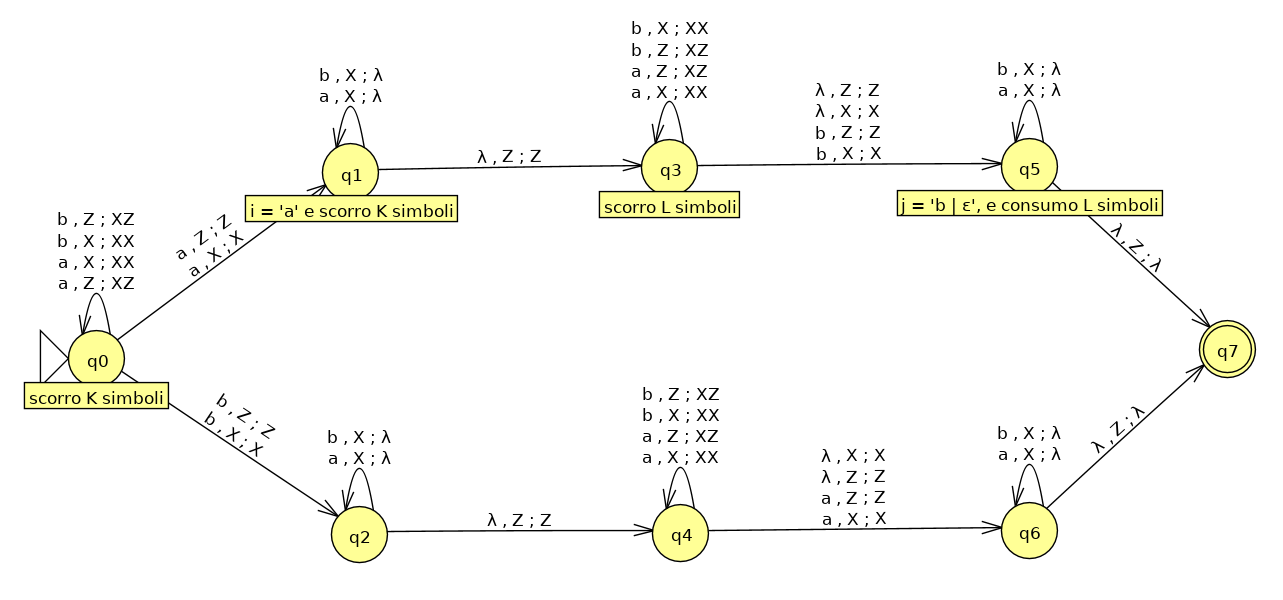 b , X ; XX
b , Z ; XZ
a , Z ; XZ
a , X ; XX
b , X ; λ
a , X ; λ
λ , Z ; Z
λ , X ; X
b , Z ; Z
b , X ; X
b , X ; λ
a , X ; λ
λ , Z ; Z
q1
q3
q5
i = 'a' e scorro K simboli
scorro L simboli
j = 'b | ε', e consumo L simboli
b , Z ; XZ
b , X ; XX
a , X ; XX
a , Z ; XZ
a , Z ; Z
a , X ; X
λ , Z ; λ
q0
scorro K simboli
q7
b , Z ; Z
b , X ; X
b , X ; λ
a , X ; λ
b , Z ; XZ
b , X ; XX
a , Z ; XZ
a , X ; XX
λ , X ; X
λ , Z ; Z
a , Z ; Z
a , X ; X
b , X ; λ
a , X ; λ
λ , Z ; λ
λ , Z ; Z
q2
q4
q6